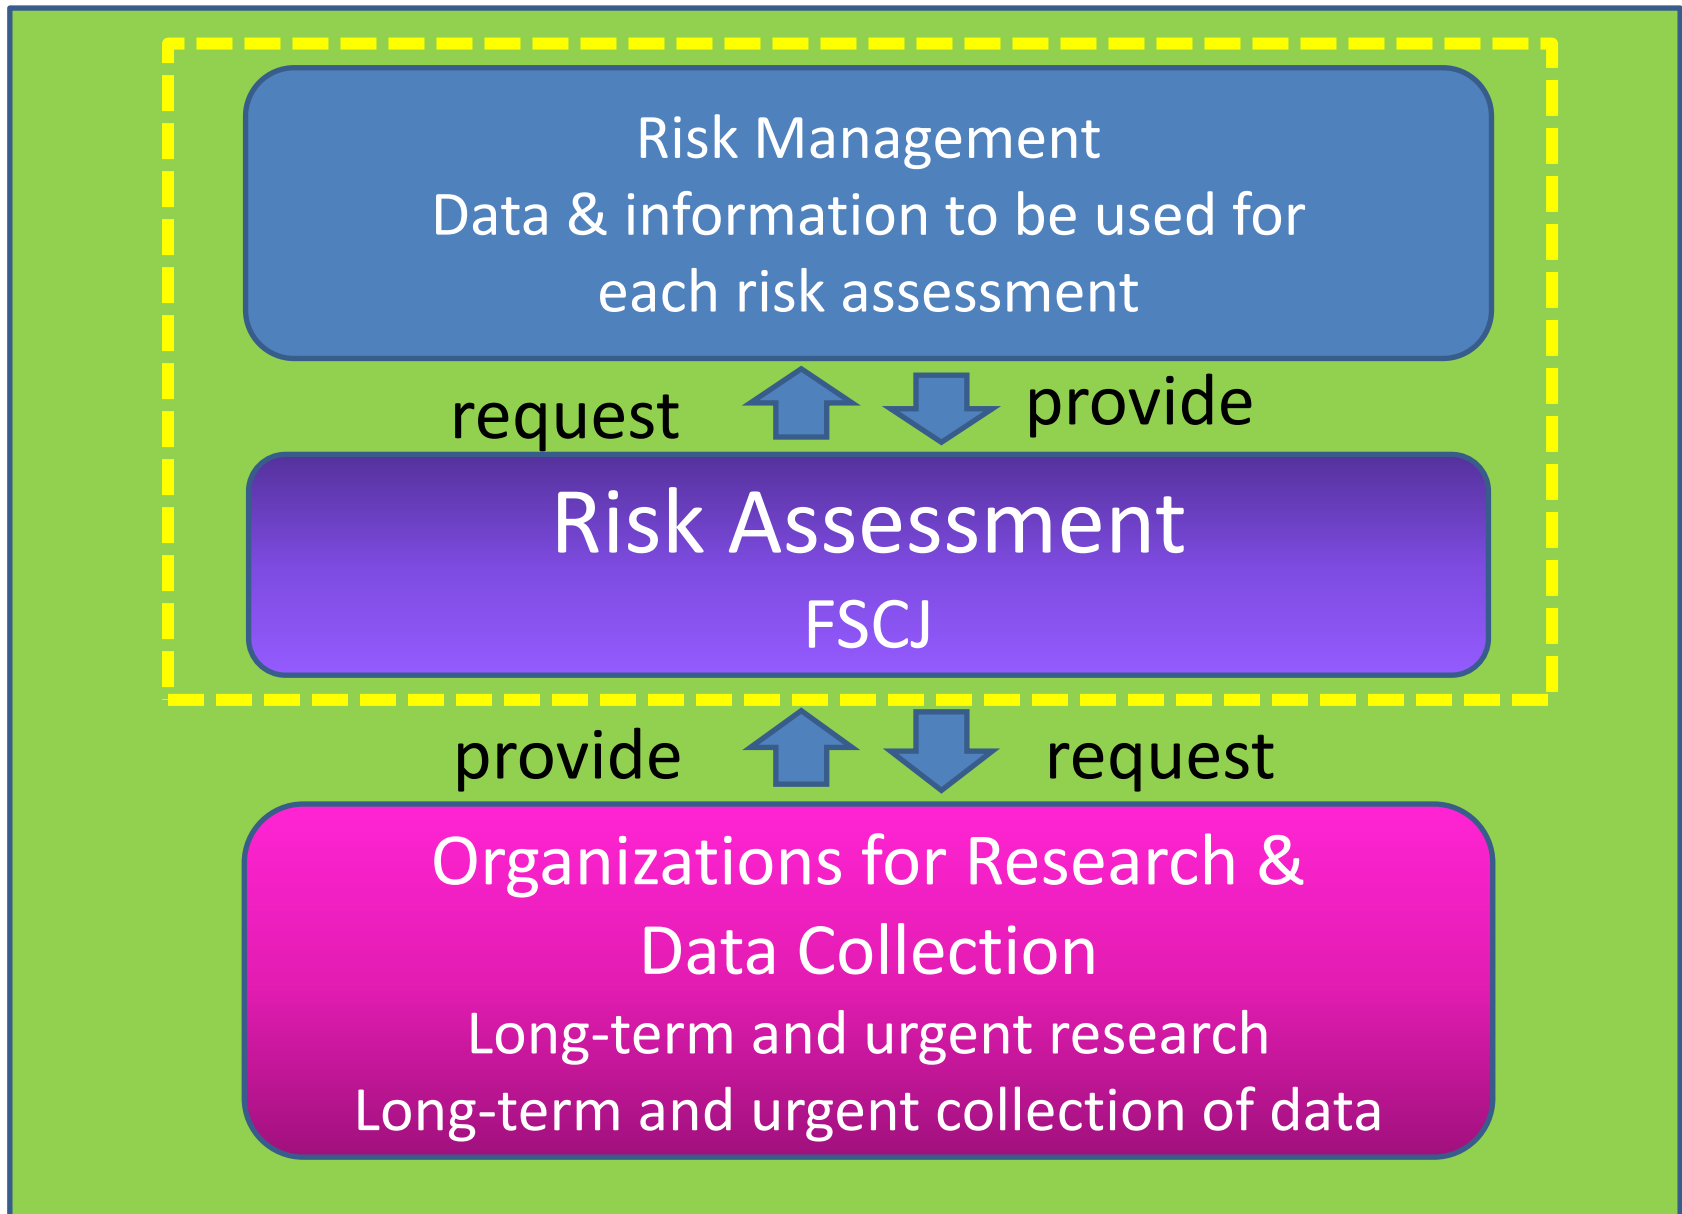 Risk Management
Data & information to be used for
each risk assessment
request
provide
Risk Assessment
FSCJ
provide
request
Organizations for Research &
Data Collection
Long-term and urgent research
Long-term and urgent collection of data